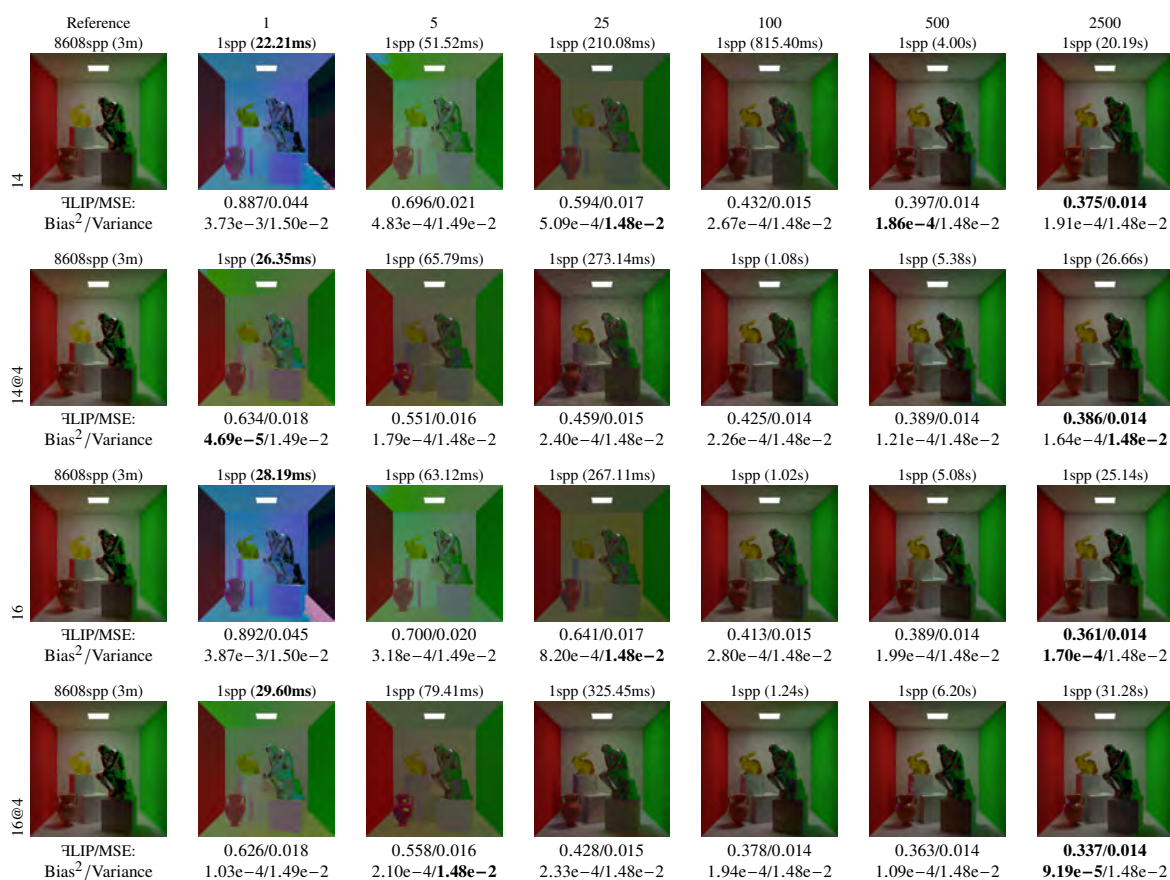 Reference 1 5 25 100 500 2500
8608spp (3m) 1spp (22.21ms) 1spp (51.52ms) 1spp (210.08ms) 1spp (815.40ms) 1spp (4.00s) 1spp (20.19s)
14
ꟻLIP/MSE: 0.887/0.044 0.696/0.021 0.594/0.017 0.432/0.015 0.397/0.014 0.375/0.014
Bias²/Variance 3.73e−3/1.50e−2 4.83e−4/1.49e−2 5.09e−4/1.48e−2 2.67e−4/1.48e−2 1.86e−4/1.48e−2 1.91e−4/1.48e−2
8608spp (3m) 1spp (26.35ms) 1spp (65.79ms) 1spp (273.14ms) 1spp (1.08s) 1spp (5.38s) 1spp (26.66s)
14@4
ꟻLIP/MSE: 0.634/0.018 0.551/0.016 0.459/0.015 0.425/0.014 0.389/0.014 0.386/0.014
Bias²/Variance 4.69e−5/1.49e−2 1.79e−4/1.48e−2 2.40e−4/1.48e−2 2.26e−4/1.48e−2 1.21e−4/1.48e−2 1.64e−4/1.48e−2
8608spp (3m) 1spp (28.19ms) 1spp (63.12ms) 1spp (267.11ms) 1spp (1.02s) 1spp (5.08s) 1spp (25.14s)
16
ꟻLIP/MSE: 0.892/0.045 0.700/0.020 0.641/0.017 0.413/0.015 0.389/0.014 0.361/0.014
Bias²/Variance 3.87e−3/1.50e−2 3.18e−4/1.49e−2 8.20e−4/1.48e−2 2.80e−4/1.48e−2 1.99e−4/1.48e−2 1.70e−4/1.48e−2
8608spp (3m) 1spp (29.60ms) 1spp (79.41ms) 1spp (325.45ms) 1spp (1.24s) 1spp (6.20s) 1spp (31.28s)
16@4
ꟻLIP/MSE: 0.626/0.018 0.558/0.016 0.428/0.015 0.378/0.014 0.363/0.014 0.337/0.014
Bias²/Variance 1.03e−4/1.49e−2 2.10e−4/1.48e−2 2.33e−4/1.48e−2 1.94e−4/1.48e−2 1.09e−4/1.48e−2 9.19e−5/1.48e−2